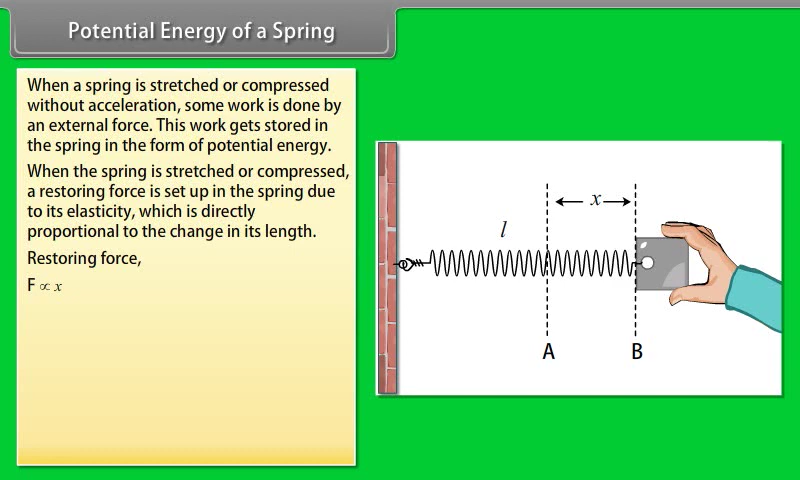 Potential Energy of a Spring
When a spring is stretched or compressed
without acceleration, some work is done by
an external force. This work gets stored in
the spring in the form of potential energy.
When the spring is stretched or compressed,
a restoring force is set up in the spring due
to its elasticity, which is directly
proportional to the change in its length.
Restoring force,
F ∝ x
x
l
A B